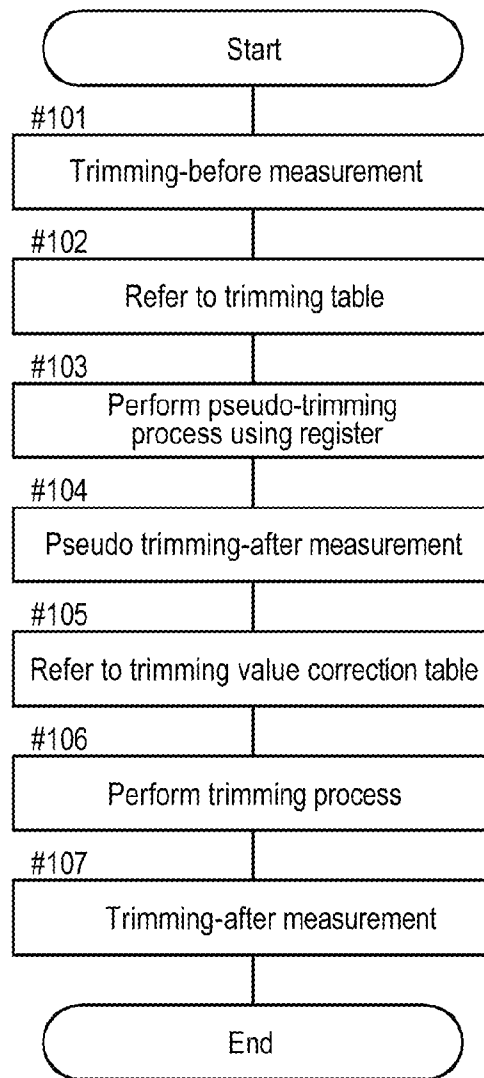 Start
#101
Trimming-before measurement
#102
Refer to trimming table
#103
Perform pseudo-trimming
process using register
#104
Pseudo trimming-after measurement
#105
Refer to trimming value correction table
#106
Perform trimming process
#107
Trimming-after measurement
End